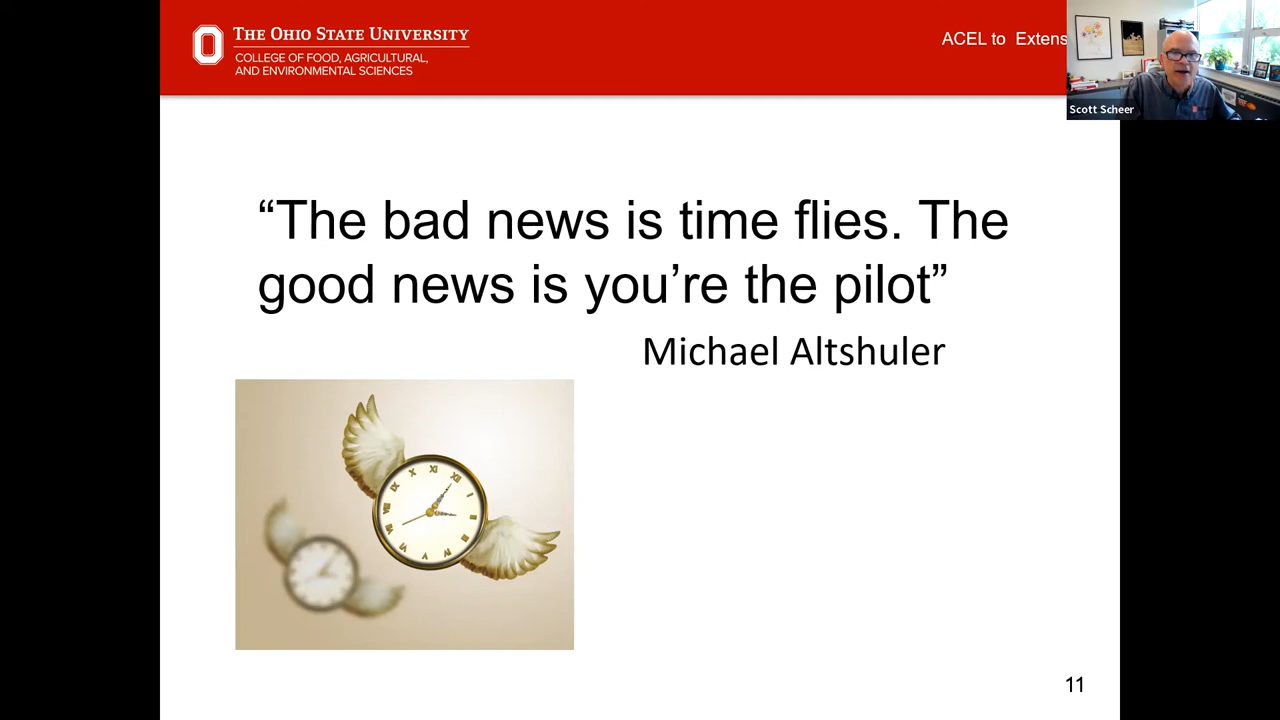 THE OHIO STATE UNIVERSITY
COLLEGE OF FOOD, AGRICULTURAL,
AND ENVIRONMENTAL SCIENCES
ACEL to Extens
Scott Scheer
“The bad news is time flies. The
good news is you’re the pilot”
Michael Altshuler
11